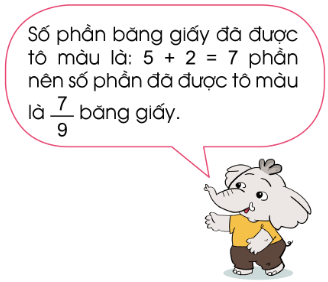 Số phần băng giấy đã được
tô màu là: 5 + 2 = 7 phần
nên số phần đã được tô màu
là 7/9 băng giấy.